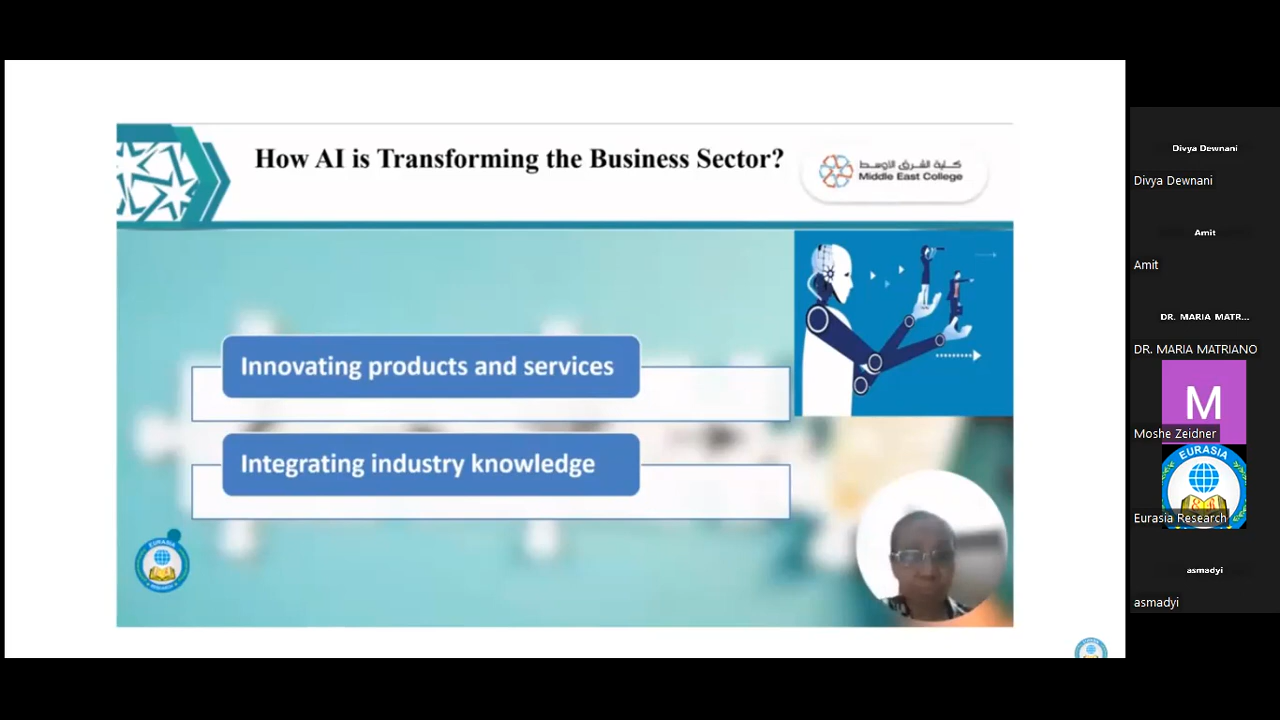 How AI is Transforming the Business Sector?
كلية الشرق الأوسط
Middle East College
Innovating products and services
Integrating industry knowledge
EURASIA
RESEARCH
Divya Dewnani
Divya Dewnani
Amit
Amit
DR. MARIA MATR...
DR. MARIA MATRIANO
M
Moshe Zeidner
EURASIA
Eurasia Research
asmadyi
asmadyi